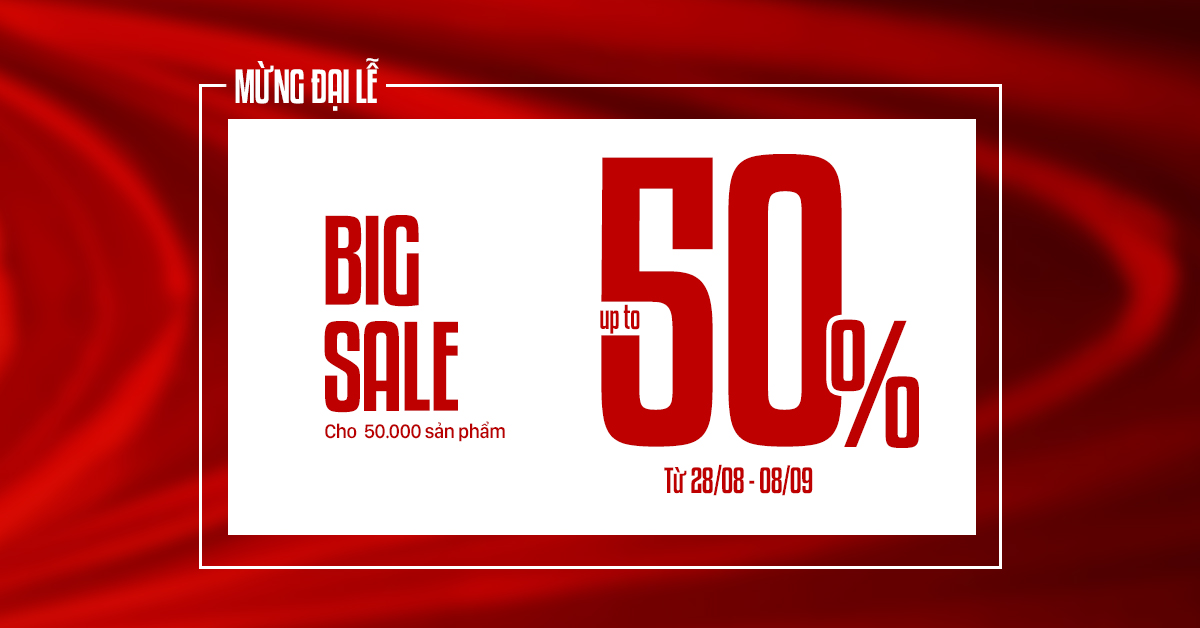 MỪNG ĐẠI LỄ
BIG
SALE
Cho 50.000 sản phẩm
up to
50%
Từ 28/08 - 08/09